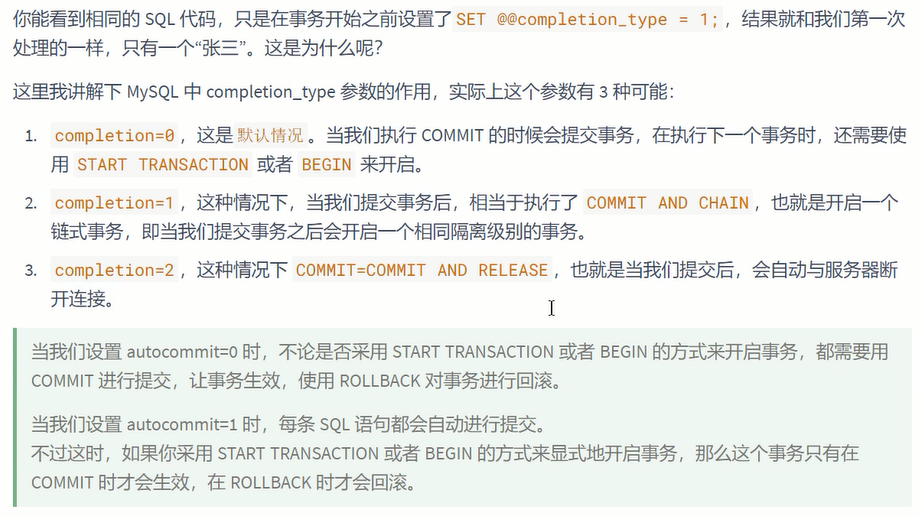 你能看到相同的 SQL 代码，只是在事务开始之前设置了 SET @@completion_type = 1; ，结果就和我们第一次
处理的一样，只有一个“张三”。这是为什么呢？
这里我讲解下 MySQL 中 completion_type 参数的作用，实际上这个参数有 3 种可能：
1. completion=0 ，这是 默认情况 。当我们执行 COMMIT 的时候会提交事务，在执行下一个事务时，还需要使
用 START TRANSACTION 或者 BEGIN 来开启。
2. completion=1 ，这种情况下，当我们提交事务后，相当于执行了 COMMIT AND CHAIN ，也就是开启一个
链式事务，即当我们提交事务之后会开启一个相同隔离级别的事务。
3. completion=2 ，这种情况下 COMMIT=COMMIT AND RELEASE ，也就是当我们提交后，会自动与服务器断
开连接。
当我们设置 autocommit=0 时，不论是否采用 START TRANSACTION 或者 BEGIN 的方式来开启事务，都需要用
COMMIT 进行提交，让事务生效，使用 ROLLBACK 对事务进行回滚。
当我们设置 autocommit=1 时，每条 SQL 语句都会自动进行提交。
不过这时，如果你采用 START TRANSACTION 或者 BEGIN 的方式来显式地开启事务，那么这个事务只有在
COMMIT 时才会生效，在 ROLLBACK 时才会回滚。